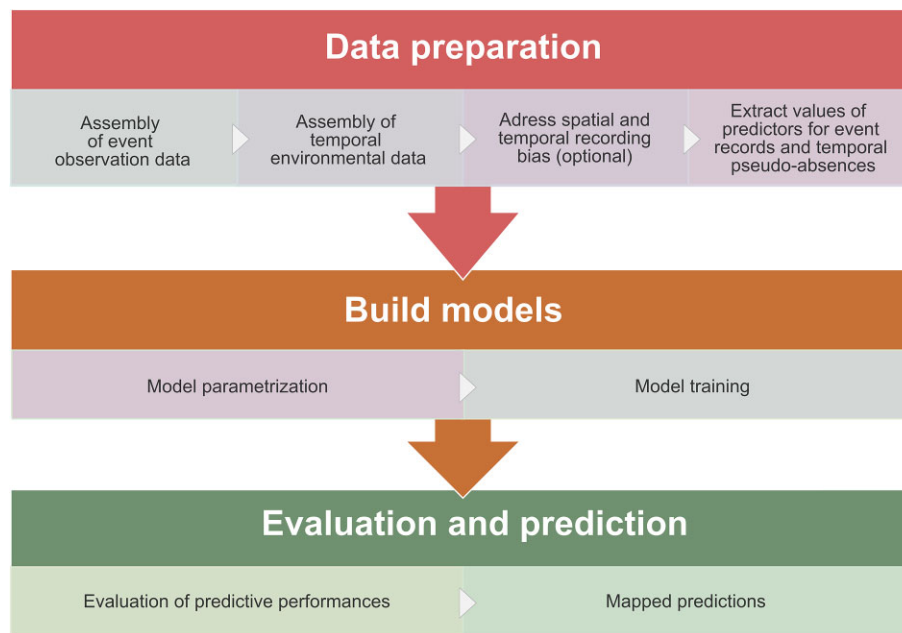 Data preparation
Assembly
of event
observation data
Assembly of
temporal
environmental data
Adress spatial and
temporal recording
bias (optional)
Extract values of
predictors for event
records and temporal
pseudo-absences
Build models
Model parametrization
Model training
Evaluation and prediction
Evaluation of predictive performances
Mapped predictions